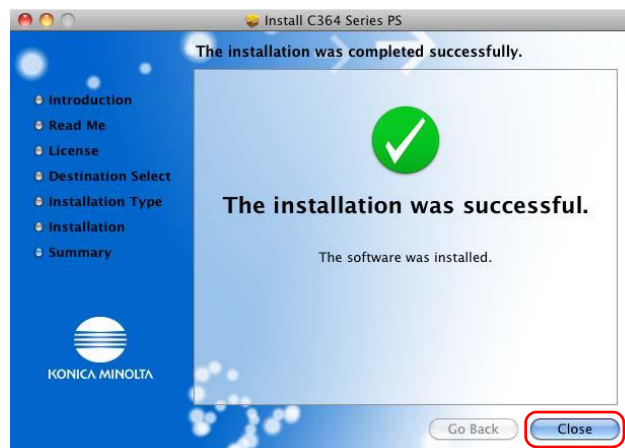 Install C364 Series PS
The installation was completed successfully.
Introduction
Read Me
License
Destination Select
Installation Type
Installation
Summary
The installation was successful.
The software was installed.
KONICA MINOLTA
Go Back
Close